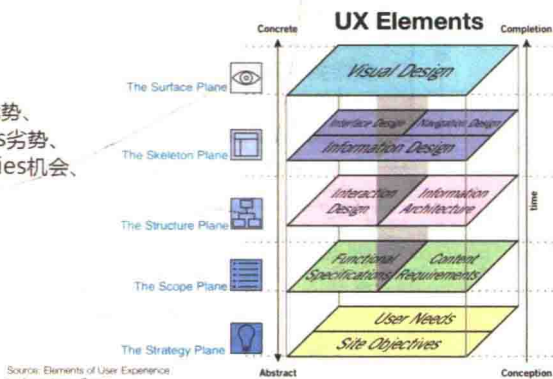 UX Elements
Concrete
Completion
Visual Design
The Surface Plane
势、
s劣势、
ies机会、
Interface Design
Navigation Design
Information Design
The Skeleton Plane
Interaction Design
Information Architecture
The Structure Plane
time
Functional Specifications
Content Requirements
The Scope Plane
User Needs
Site Objectives
The Strategy Plane
Source: Elements of User Experience
Abstract
Conception